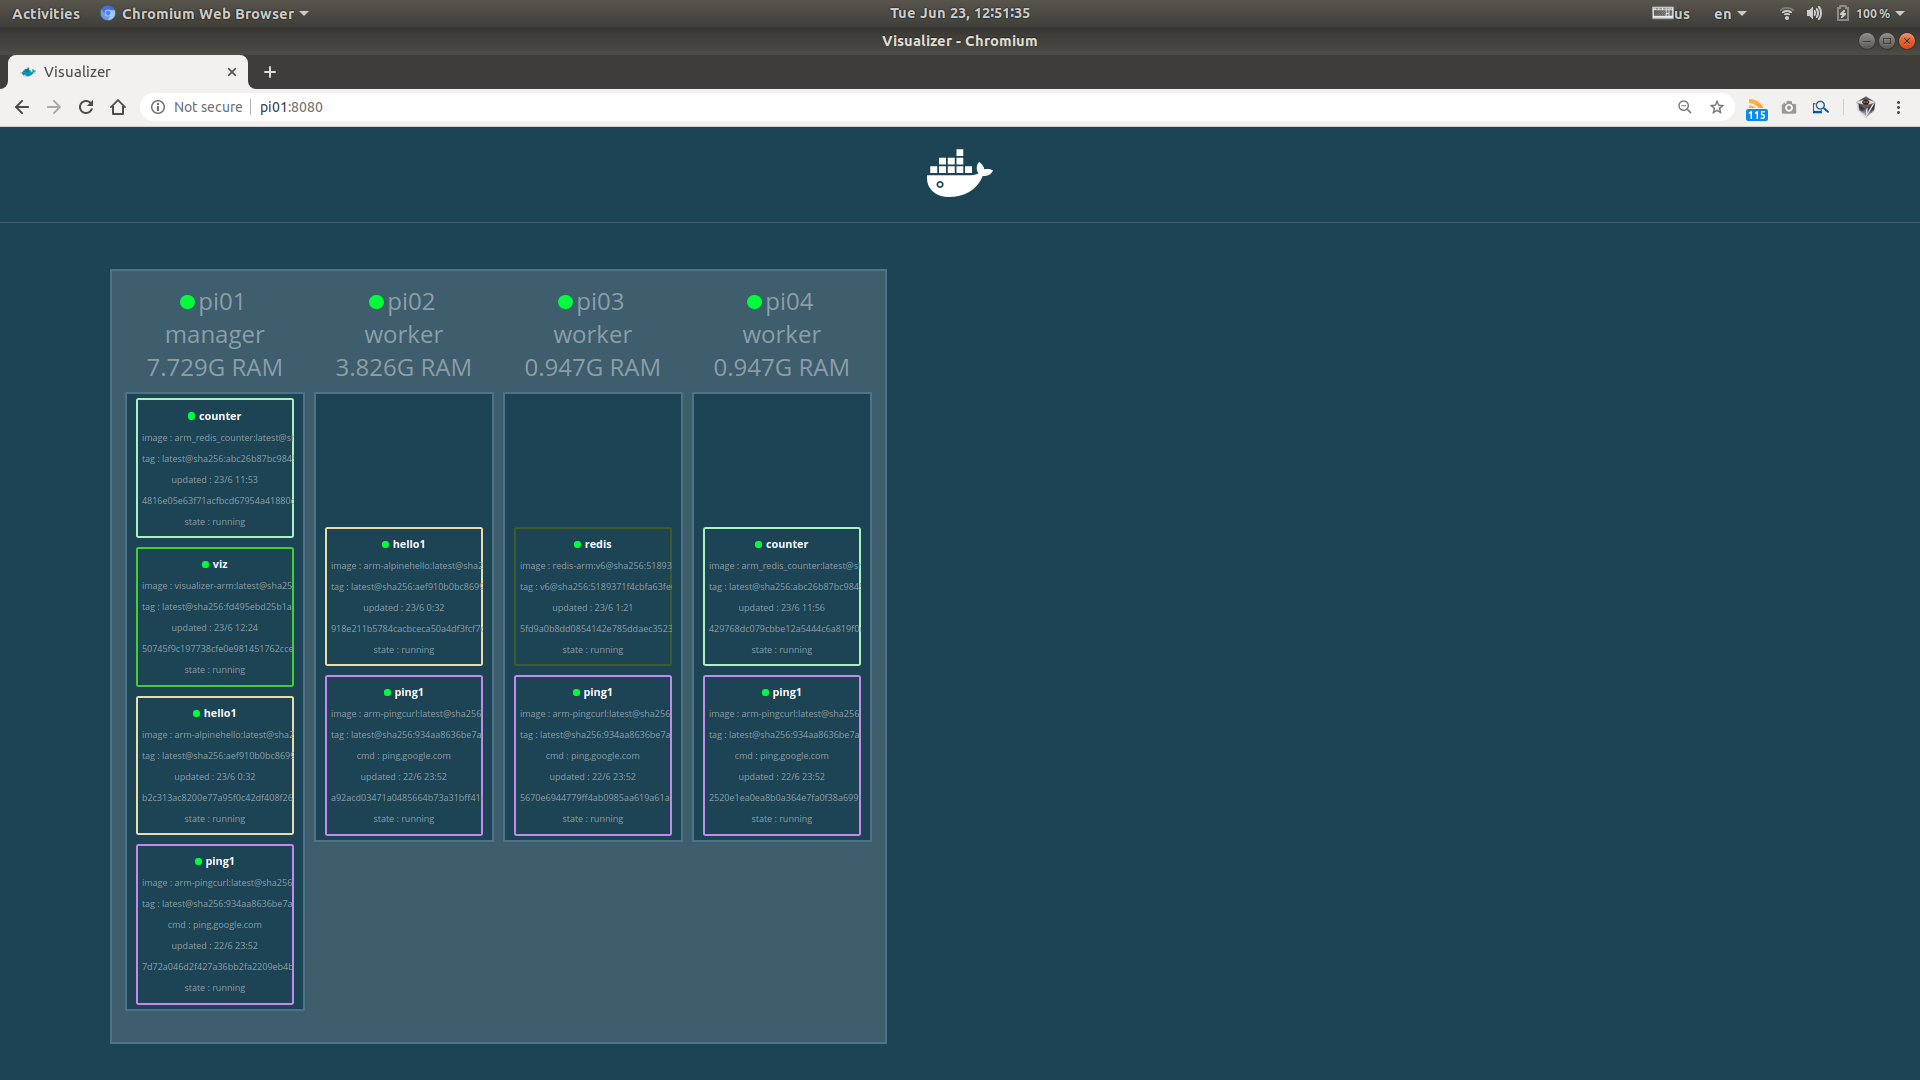 Activities
Chromium Web Browser
Tue Jun 23, 12:51:35
us
en
100 %
Visualizer - Chromium
Visualizer
Not secure
pi01:8080
115
pi01
manager
7.729G RAM
counter
image : arm_redis_counter:latest@s
tag : latest@sha256:abc26b87bc984
updated : 23/6 11:53
4816e05e63f71acfbcd67954a41880
state : running
viz
image : visualizer-arm:latest@sha25
tag : latest@sha256:fd495ebd25b1a
updated : 23/6 12:24
50745f9c197738cfe0e981451762cce
state : running
hello1
image : arm-alpinehello:latest@sha2
tag : latest@sha256:aef910b0bc869
updated : 23/6 0:32
b2c313ac8200e77a95f0c42df408f26
state : running
ping1
image : arm-pingcurl:latest@sha256
tag : latest@sha256:934aa8636be7a
cmd : ping,google.com
updated : 22/6 23:52
7d72a046d2f427a36bb2fa2209eb4b
state : running
pi02
worker
3.826G RAM
hello1
image : arm-alpinehello:latest@sha2
tag : latest@sha256:aef910b0bc869
updated : 23/6 0:32
918e211b5784cacbceca50a4df3fcf7
state : running
ping1
image : arm-pingcurl:latest@sha256
tag : latest@sha256:934aa8636be7a
cmd : ping,google.com
updated : 22/6 23:52
a92acd03471a0485664b73a31bff41
state : running
pi03
worker
0.947G RAM
redis
image : redis-arm:v6@sha256:51893
tag : v6@sha256:5189371f4cbfa63fe
updated : 23/6 1:21
5fd9a0b8dd0854142e785ddaec3523
state : running
ping1
image : arm-pingcurl:latest@sha256
tag : latest@sha256:934aa8636be7a
cmd : ping,google.com
updated : 22/6 23:52
5670e6944779ff4ab0985aa619a61a
state : running
pi04
worker
0.947G RAM
counter
image : arm_redis_counter:latest@s
tag : latest@sha256:abc26b87bc984
updated : 23/6 11:56
429768dc079cbbe12a5444c6a819f0
state : running
ping1
image : arm-pingcurl:latest@sha256
tag : latest@sha256:934aa8636be7a
cmd : ping,google.com
updated : 22/6 23:52
2520e1ea0ea8b0a364e7fa0f38a699
state : running